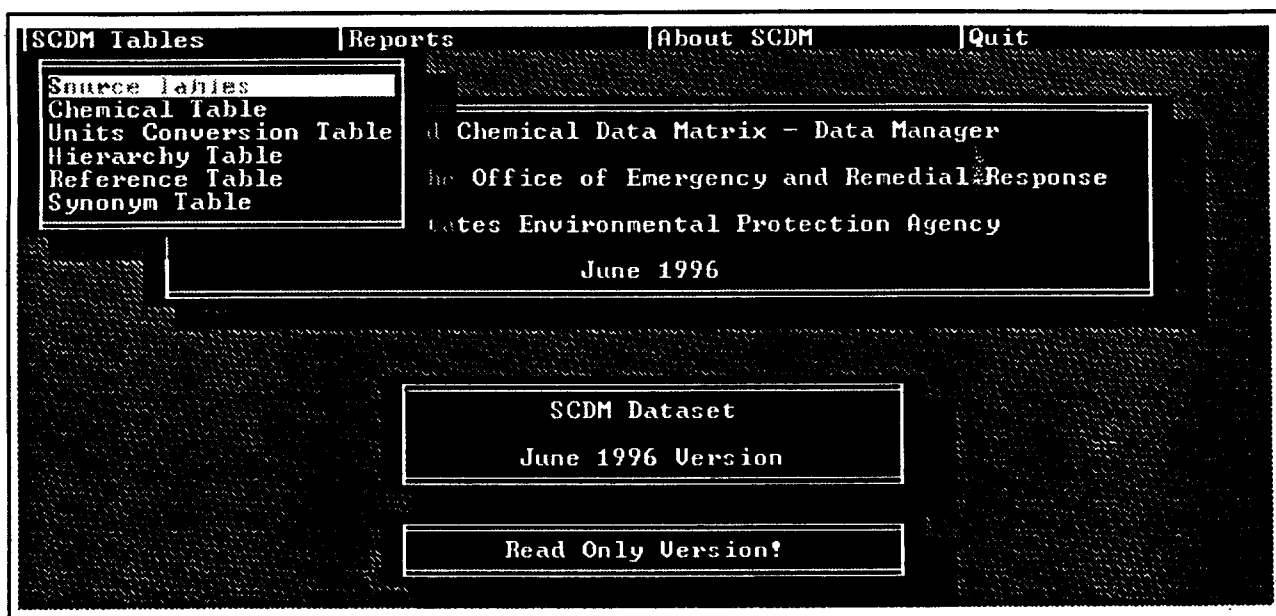 SCDM Tables Reports About SCDM Quit
Source Tables
Chemical Table
Units Conversion Table
Hierarchy Table
Reference Table
Synonym Table
d Chemical Data Matrix - Data Manager
he Office of Emergency and Remedial Response
tates Environmental Protection Agency
June 1996
SCDM Dataset
June 1996 Version
Read Only Version!